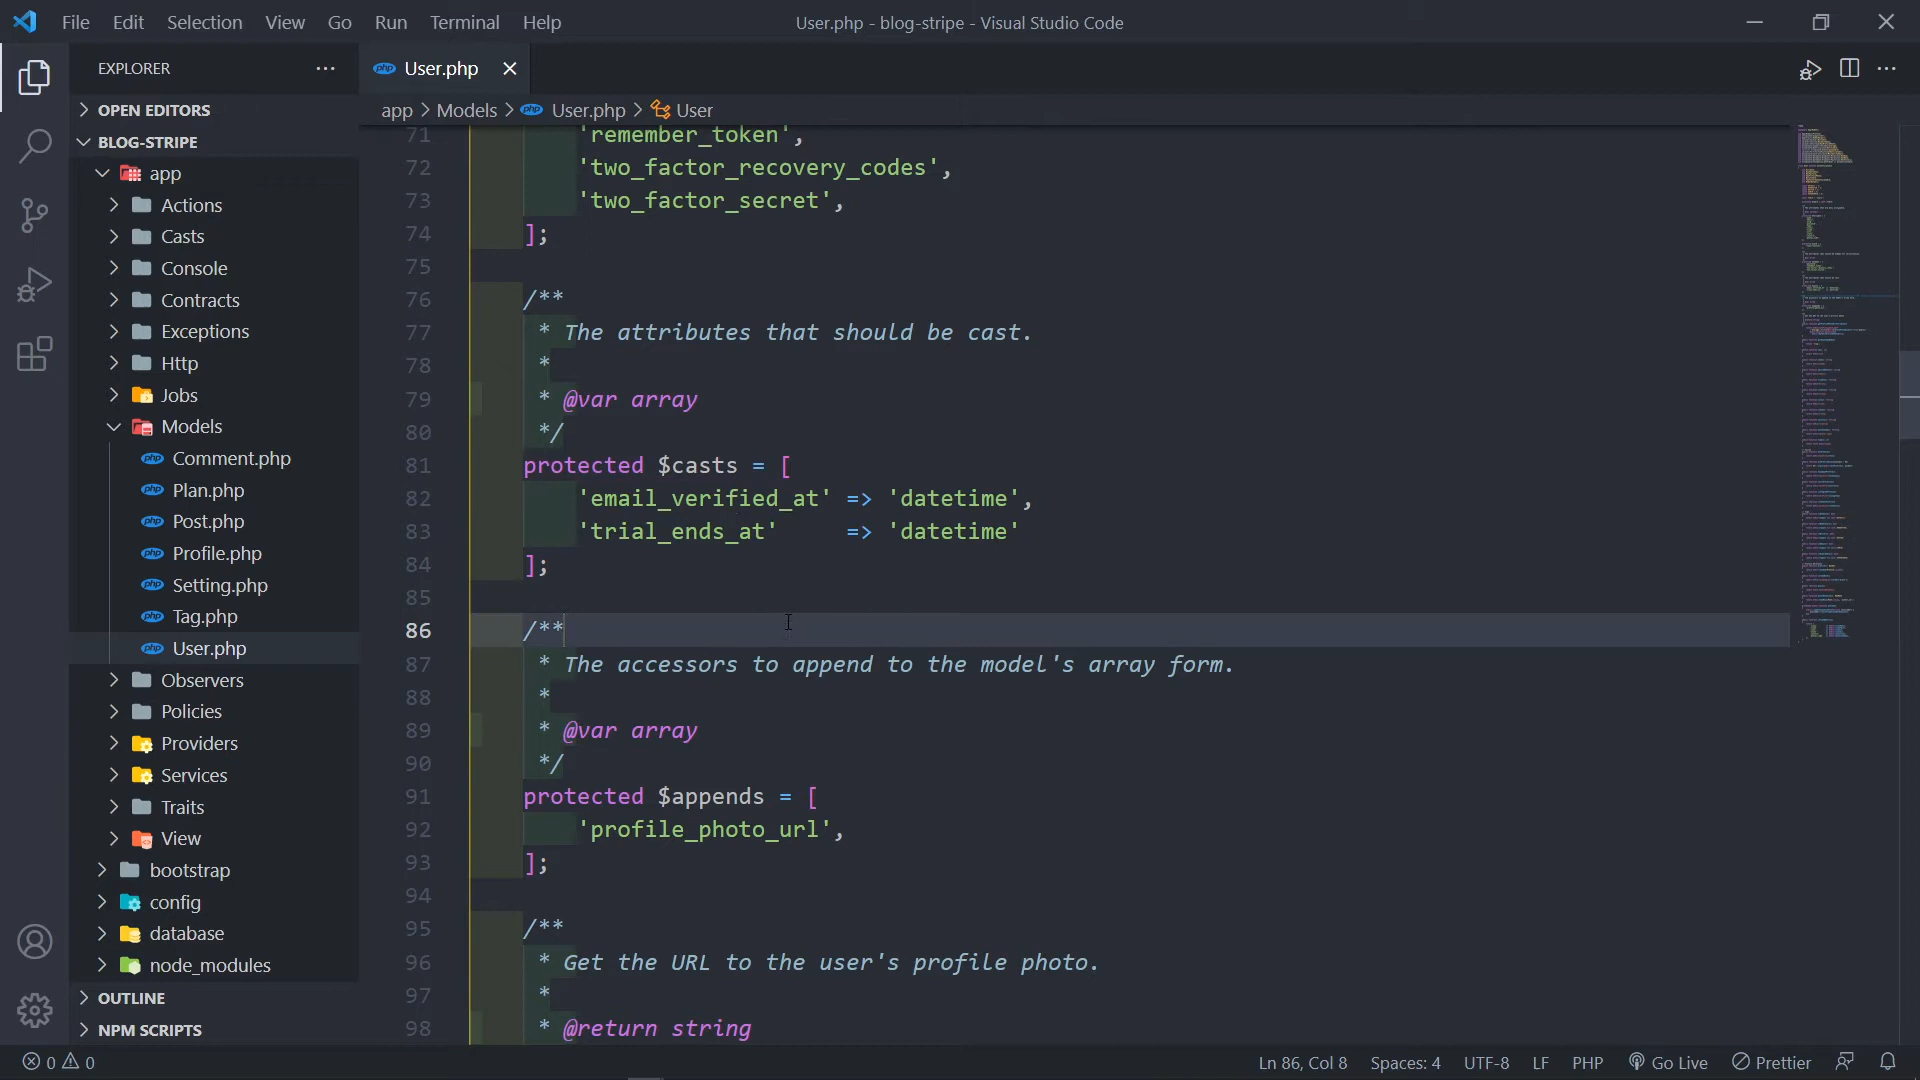 File Edit Selection View Go Run Terminal Help
User.php - blog-stripe - Visual Studio Code
EXPLORER
User.php
OPEN EDITORS
BLOG-STRIPE
app
Actions
Casts
Console
Contracts
Exceptions
Http
Jobs
Models
Comment.php
Plan.php
Post.php
Profile.php
Setting.php
Tag.php
User.php
Observers
Policies
Providers
Services
Traits
View
bootstrap
config
database
node_modules
OUTLINE
NPM SCRIPTS
app > Models > User.php > User
71 'remember_token',
72 'two_factor_recovery_codes',
73 'two_factor_secret',
74 ];
75
76 /**
77 * The attributes that should be cast.
78 *
79 * @var array
80 */
81 protected $casts = [
82 'email_verified_at' => 'datetime',
83 'trial_ends_at' => 'datetime'
84 ];
85
86 /**
87 * The accessors to append to the model's array form.
88 *
89 * @var array
90 */
91 protected $appends = [
92 'profile_photo_url',
93 ];
94
95 /**
96 * Get the URL to the user's profile photo.
97 *
98 * @return string
0 0
Ln 86, Col 8 Spaces: 4 UTF-8 LF PHP Go Live Prettier